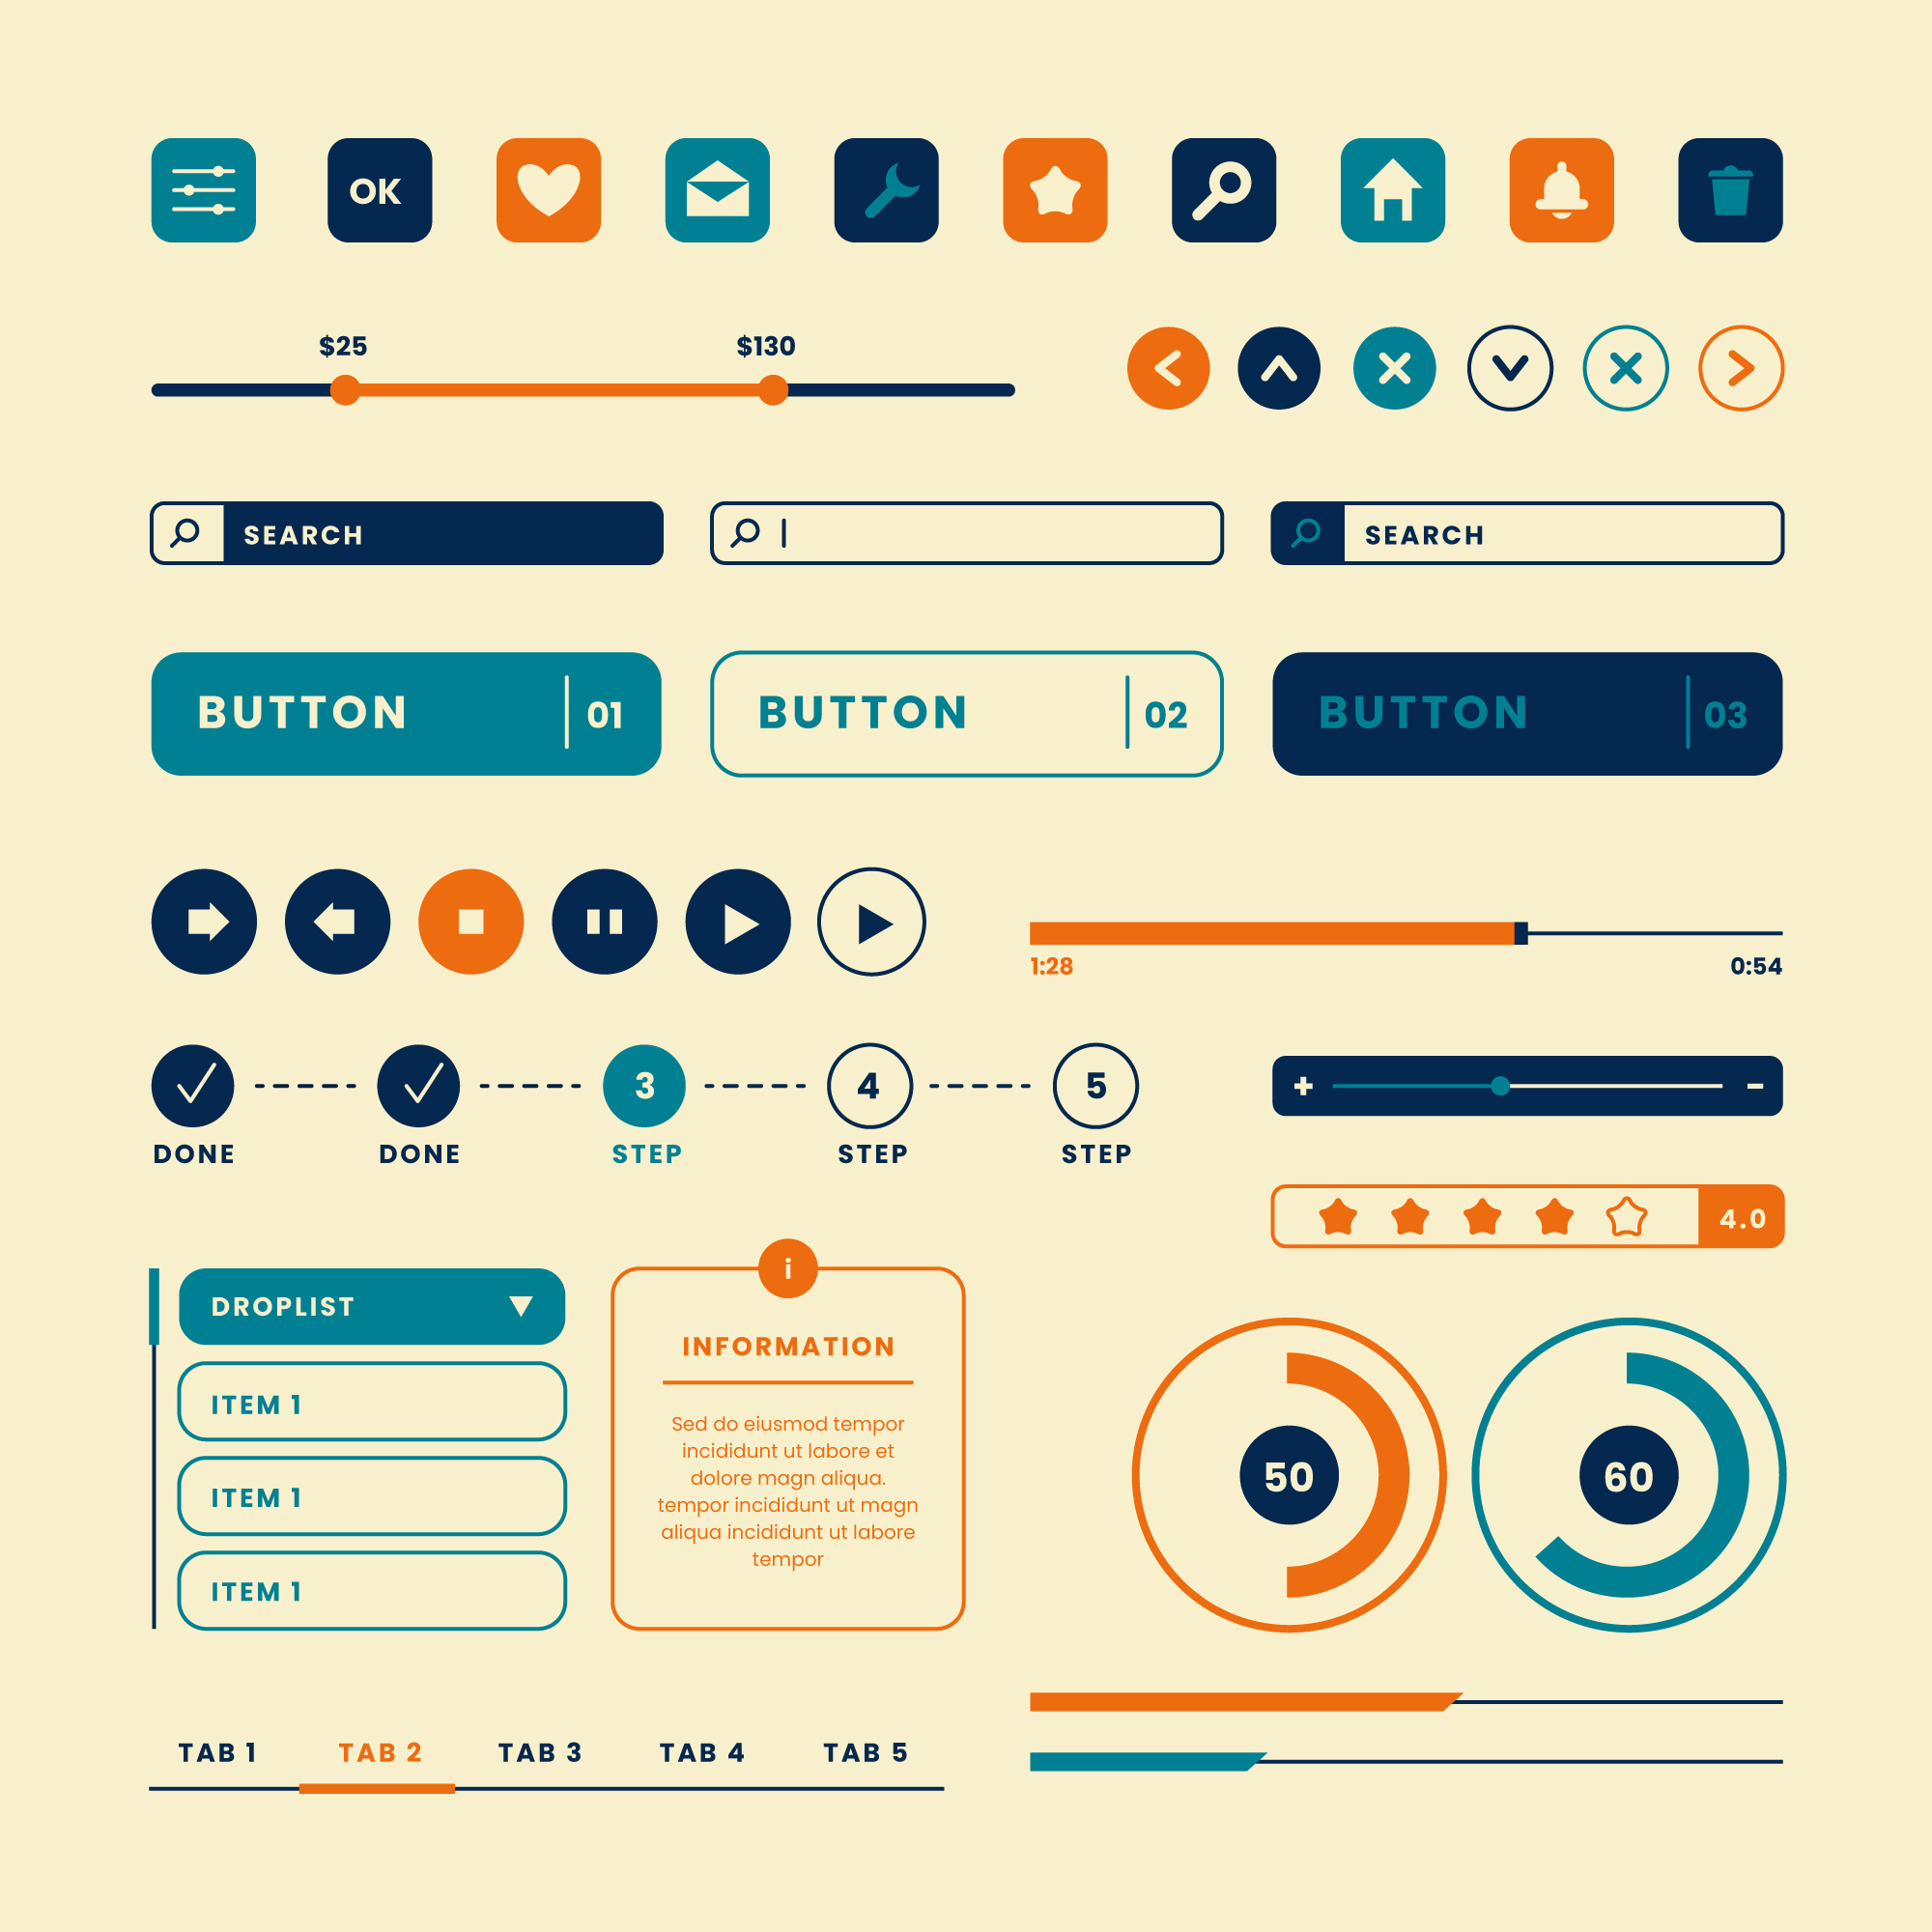 OK
$25
$130
SEARCH
SEARCH
BUTTON 01
BUTTON 02
BUTTON 03
1:28
0:54
3
4
5
DONE
DONE
STEP
STEP
STEP
4.0
DROPLIST
ITEM 1
ITEM 1
ITEM 1
i
INFORMATION
Sed do eiusmod tempor
incididunt ut labore et
dolore magn aliqua.
tempor incididunt ut magn
aliqua incididunt ut labore
tempor
50
60
TAB 1
TAB 2
TAB 3
TAB 4
TAB 5